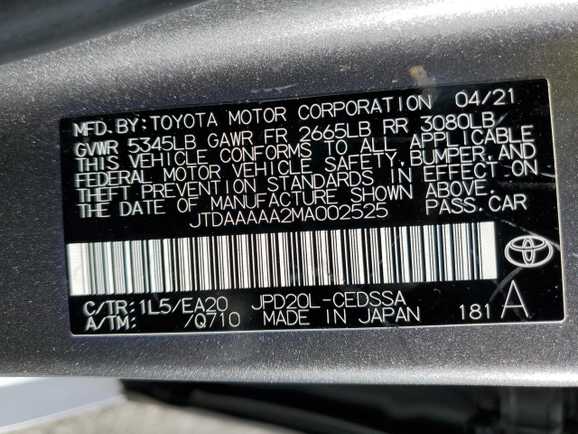 MFD. BY: TOYOTA MOTOR CORPORATION 04/21
GVWR 5345LB GAWR FR 2665LB RR 3080LB
THIS VEHICLE CONFORMS TO ALL APPLICABLE
FEDERAL MOTOR VEHICLE SAFETY, BUMPER, AND
THEFT PREVENTION STANDARDS IN EFFECT ON
THE DATE OF MANUFACTURE SHOWN ABOVE.
JTDAAAAA2MA002525 PASS. CAR
C/TR: 1L5/EA20 JPD20L-CEDSSA
A/TM: /Q710 MADE IN JAPAN 181 A